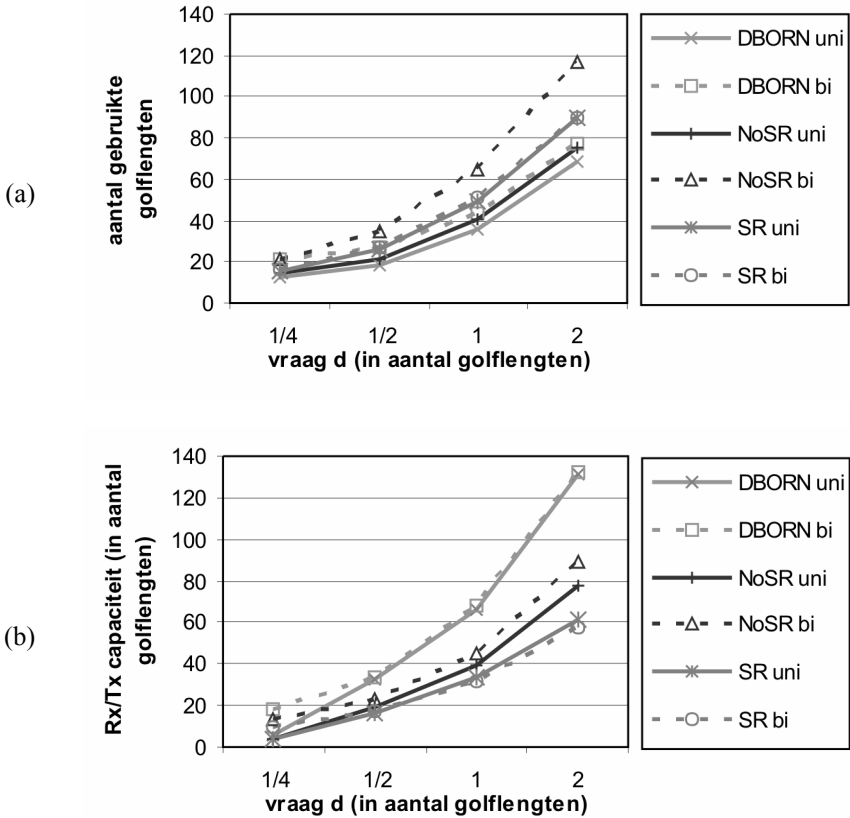 (a)
aantal gebruikte
golflengten
140
120
100
80
60
40
20
0
1/4 1/2 1 2
vraag d (in aantal golflengten)
DBORN uni
DBORN bi
NoSR uni
NoSR bi
SR uni
SR bi
(b)
Rx/Tx capaciteit (in aantal
golflengten)
140
120
100
80
60
40
20
0
1/4 1/2 1 2
vraag d (in aantal golflengten)
DBORN uni
DBORN bi
NoSR uni
NoSR bi
SR uni
SR bi